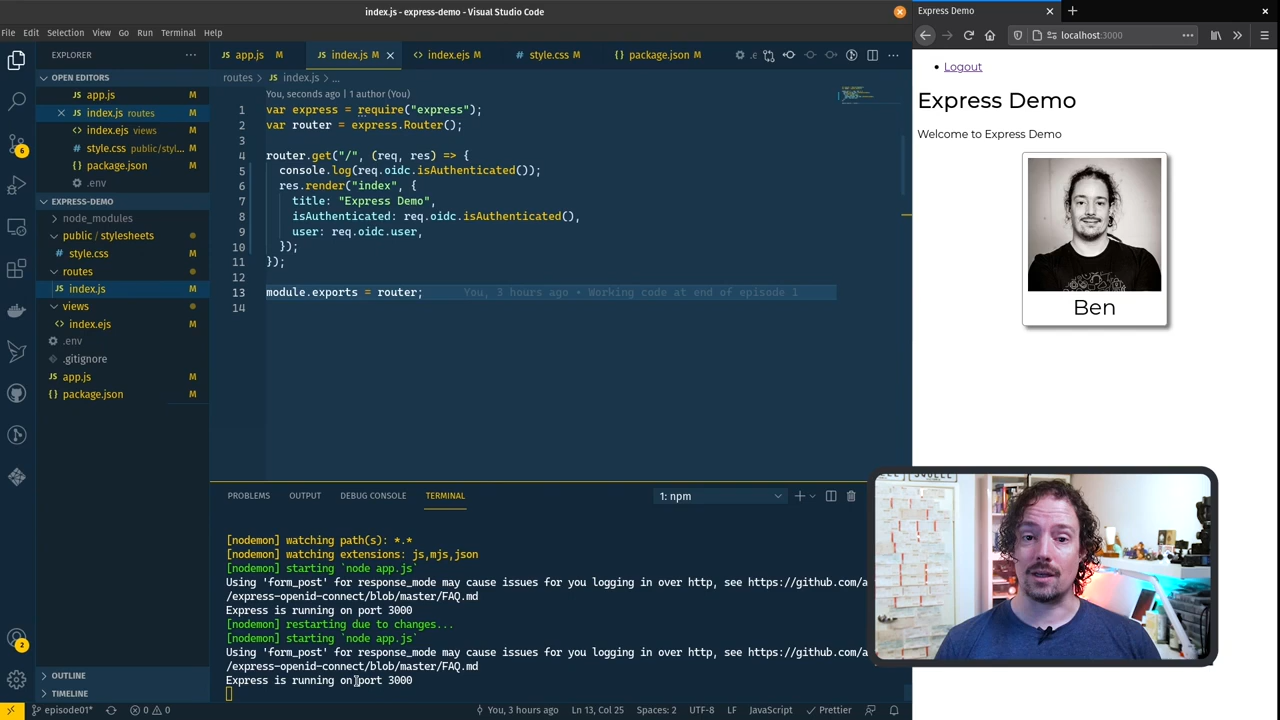 index.js - express-demo - Visual Studio Code
File Edit Selection View Go Run Terminal Help
EXPLORER
OPEN EDITORS
app.js M
index.js routes M
index.ejs views M
style.css public/styl... M
package.json M
.env
EXPRESS-DEMO
node_modules
public / stylesheets
style.css M
routes
index.js M
views
index.ejs M
.env
.gitignore
app.js M
package.json M
OUTLINE
TIMELINE
app.js M
index.js M
index.ejs M
style.css M
package.json M
routes > index.js > ...
You, seconds ago | 1 author (You)
1 var express = require("express");
2 var router = express.Router();
3
4 router.get("/", (req, res) => {
5 console.log(req.oidc.isAuthenticated());
6 res.render("index", {
7 title: "Express Demo",
8 isAuthenticated: req.oidc.isAuthenticated(),
9 user: req.oidc.user,
10 });
11 });
12
13 module.exports = router; You, 3 hours ago • Working code at end of episode 1
14
PROBLEMS OUTPUT DEBUG CONSOLE TERMINAL
1: npm
[nodemon] watching path(s): *.*
[nodemon] watching extensions: js,mjs,json
[nodemon] starting `node app.js`
Using 'form_post' for response_mode may cause issues for you logging in over http, see https://github.com/a
/express-openid-connect/blob/master/FAQ.md
Express is running on port 3000
[nodemon] restarting due to changes...
[nodemon] starting `node app.js`
Using 'form_post' for response_mode may cause issues for you logging in over http, see https://github.com/a
/express-openid-connect/blob/master/FAQ.md
Express is running on port 3000
6
2
episode01* 0 0 You, 3 hours ago Ln 13, Col 25 Spaces: 2 UTF-8 LF JavaScript Prettier
Express Demo
localhost:3000
Logout
Express Demo
Welcome to Express Demo
Ben